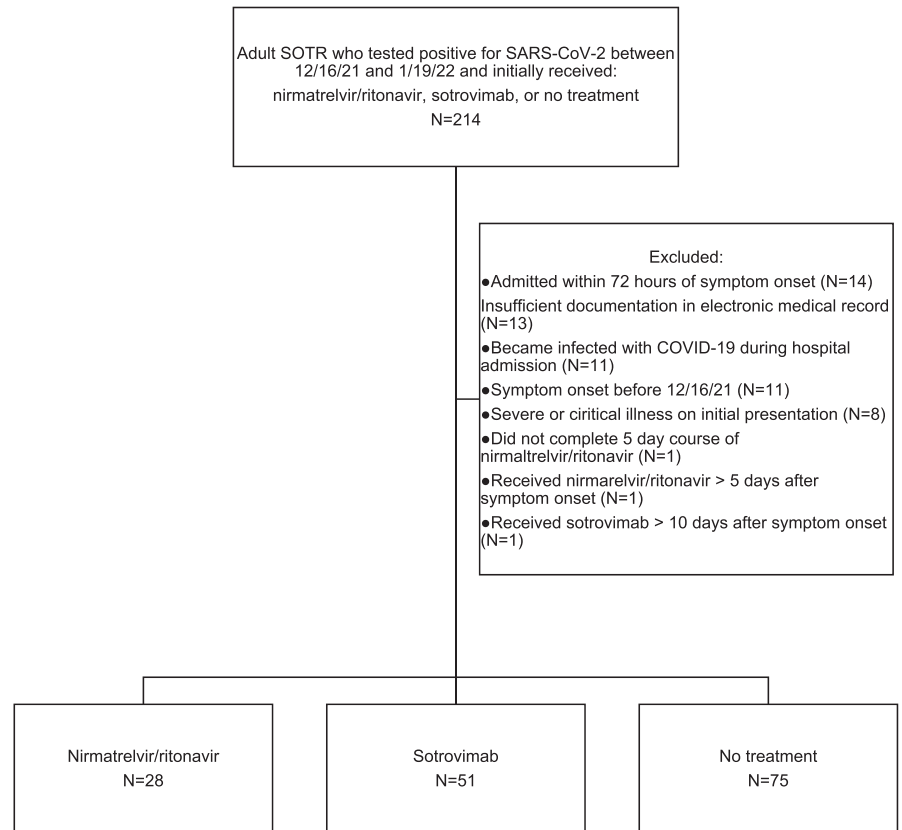 Adult SOTR who tested positive for SARS-CoV-2 between
12/16/21 and 1/19/22 and initially received:
nirmatrelvir/ritonavir, sotrovimab, or no treatment
N=214
Excluded:
●Admitted within 72 hours of symptom onset (N=14)
Insufficient documentation in electronic medical record
(N=13)
●Became infected with COVID-19 during hospital
admission (N=11)
●Symptom onset before 12/16/21 (N=11)
●Severe or ciritical illness on initial presentation (N=8)
●Did not complete 5 day course of
nirmaltrelvir/ritonavir (N=1)
●Received nirmarelvir/ritonavir > 5 days after
symptom onset (N=1)
●Received sotrovimab > 10 days after symptom onset
(N=1)
Nirmatrelvir/ritonavir
N=28
Sotrovimab
N=51
No treatment
N=75